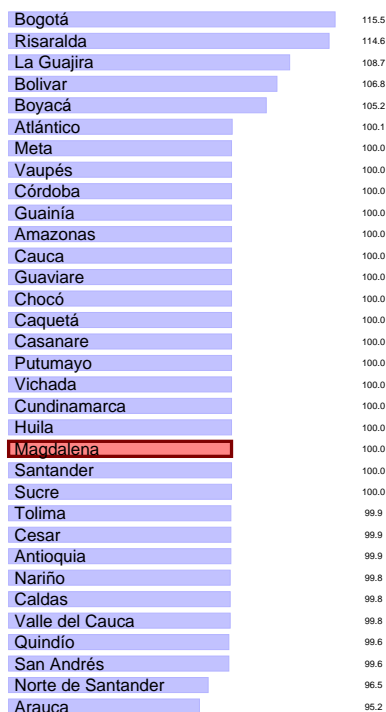 Bogotá 115.5
Risaralda 114.6
La Guajira 108.7
Bolivar 106.8
Boyacá 105.2
Atlántico 100.1
Meta 100.0
Vaupés 100.0
Córdoba 100.0
Guainía 100.0
Amazonas 100.0
Cauca 100.0
Guaviare 100.0
Chocó 100.0
Caquetá 100.0
Casanare 100.0
Putumayo 100.0
Vichada 100.0
Cundinamarca 100.0
Huila 100.0
Magdalena 100.0
Santander 100.0
Sucre 100.0
Tolima 99.9
Cesar 99.9
Antioquia 99.9
Nariño 99.8
Caldas 99.8
Valle del Cauca 99.8
Quindío 99.6
San Andrés 99.6
Norte de Santander 96.5
Arauca 95.2